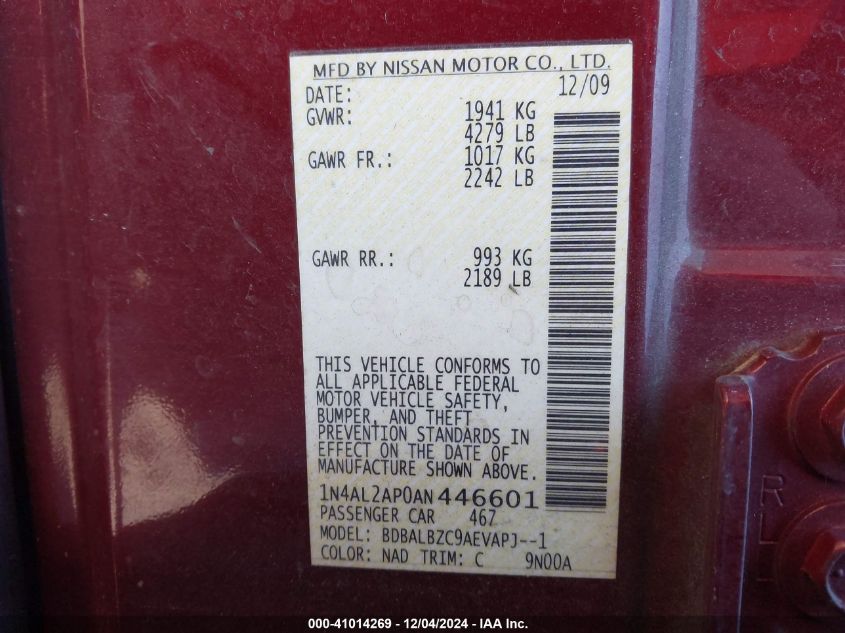 MFD BY NISSAN MOTOR CO., LTD.
DATE: 12/09
GVWR: 1941 KG
4279 LB
GAWR FR.: 1017 KG
2242 LB
GAWR RR.: 993 KG
2189 LB
THIS VEHICLE CONFORMS TO
ALL APPLICABLE FEDERAL
MOTOR VEHICLE SAFETY,
BUMPER, AND THEFT
PREVENTION STANDARDS IN
EFFECT ON THE DATE OF
MANUFACTURE SHOWN ABOVE.
1N4AL2AP0AN446601
PASSENGER CAR 467
MODEL: BDBALBZC9AEVAPJ--1
COLOR: NAD TRIM: C 9N00A
000-41014269 - 12/04/2024 - IAA Inc.